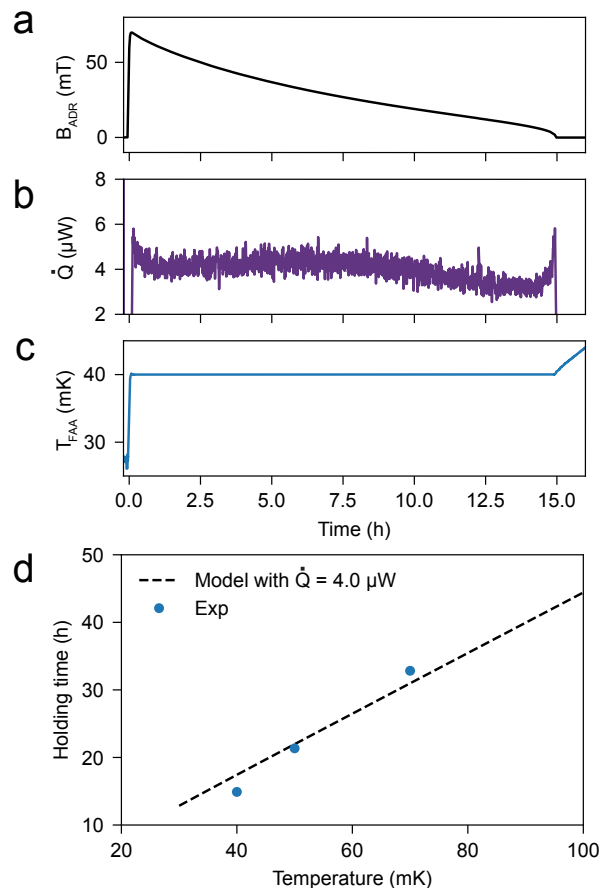 a
50
0
B_ADR (mT)
b
8
6
4
2
Q̇ (µW)
c
40
30
T_FAA (mK)
0.0 2.5 5.0 7.5 10.0 12.5 15.0
Time (h)
d
50
40
30
20
10
Holding time (h)
Model with Q̇ = 4.0 µW
Exp
20 40 60 80 100
Temperature (mK)